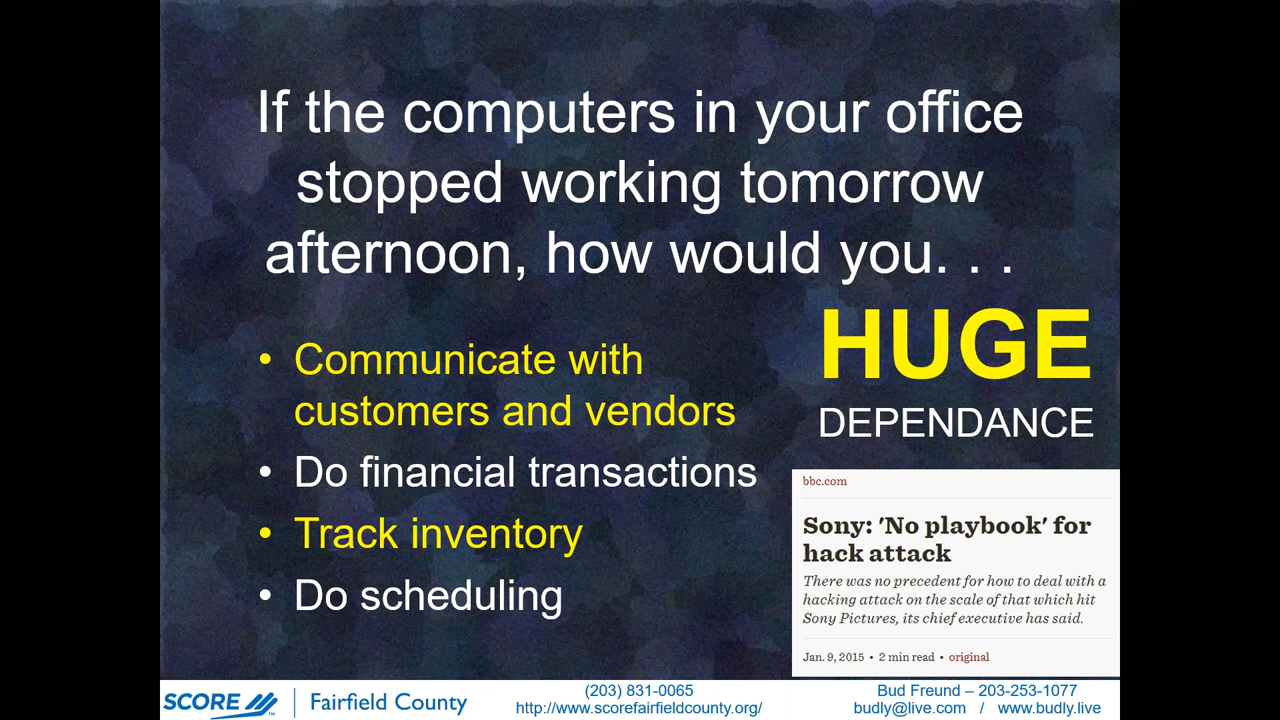 If the computers in your office
stopped working tomorrow
afternoon, how would you. . .
• Communicate with
customers and vendors
• Do financial transactions
• Track inventory
• Do scheduling
HUGE
DEPENDANCE
bbc.com
Sony: 'No playbook' for
hack attack
There was no precedent for how to deal with a
hacking attack on the scale of that which hit
Sony Pictures, its chief executive has said.
Jan. 9, 2015 • 2 min read • original
SCORE™ | Fairfield County
(203) 831-0065
http://www.scorefairfieldcounty.org/
Bud Freund – 203-253-1077
budly@live.com / www.budly.live